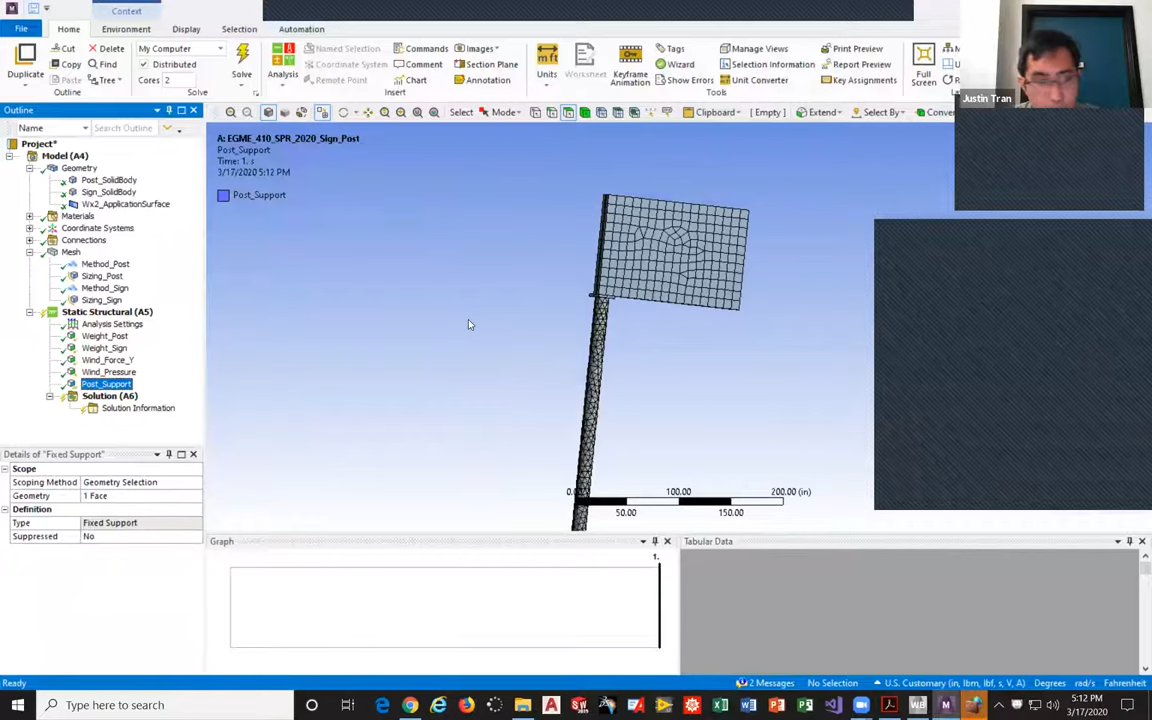 Context
File
Home
Environment
Display
Selection
Automation
Duplicate
Cut
Copy
Paste
Delete
Find
Tree
Outline
My Computer
Distributed
Cores 2
Solve
Solve
Analysis
Named Selection
Coordinate System
Remote Point
Commands
Comment
Chart
Images
Section Plane
Annotation
Insert
Units
Worksheet
Keyframe
Animation
Tags
Wizard
Show Errors
Manage Views
Selection Information
Unit Converter
Print Preview
Report Preview
Key Assignments
Tools
Full
Screen
Justin Tran
Outline
Name
Search Outline
Select
Mode
Clipboard
[ Empty ]
Extend
Select By
Conver
Project*
Model (A4)
Geometry
Post_SolidBody
Sign_SolidBody
Wx2_ApplicationSurface
Materials
Coordinate Systems
Connections
Mesh
Method_Post
Sizing_Post
Method_Sign
Sizing_Sign
Static Structural (A5)
Analysis Settings
Weight_Post
Weight_Sign
Wind_Force_Y
Wind_Pressure
Post_Support
Solution (A6)
Solution Information
A: EGME_410_SPR_2020_Sign_Post
Post_Support
Time: 1. s
3/17/2020 5:12 PM
Post_Support
100.00
200.00 (in)
50.00
150.00
Details of "Fixed Support"
Scope
Scoping Method
Geometry Selection
Geometry
1 Face
Definition
Type
Fixed Support
Suppressed
No
Graph
1.
Tabular Data
Ready
2 Messages
No Selection
U.S. Customary (in, lbm, lbf, s, V, A)
Degrees
rad/s
Fahrenheit
Type here to search
5:12 PM
3/17/2020